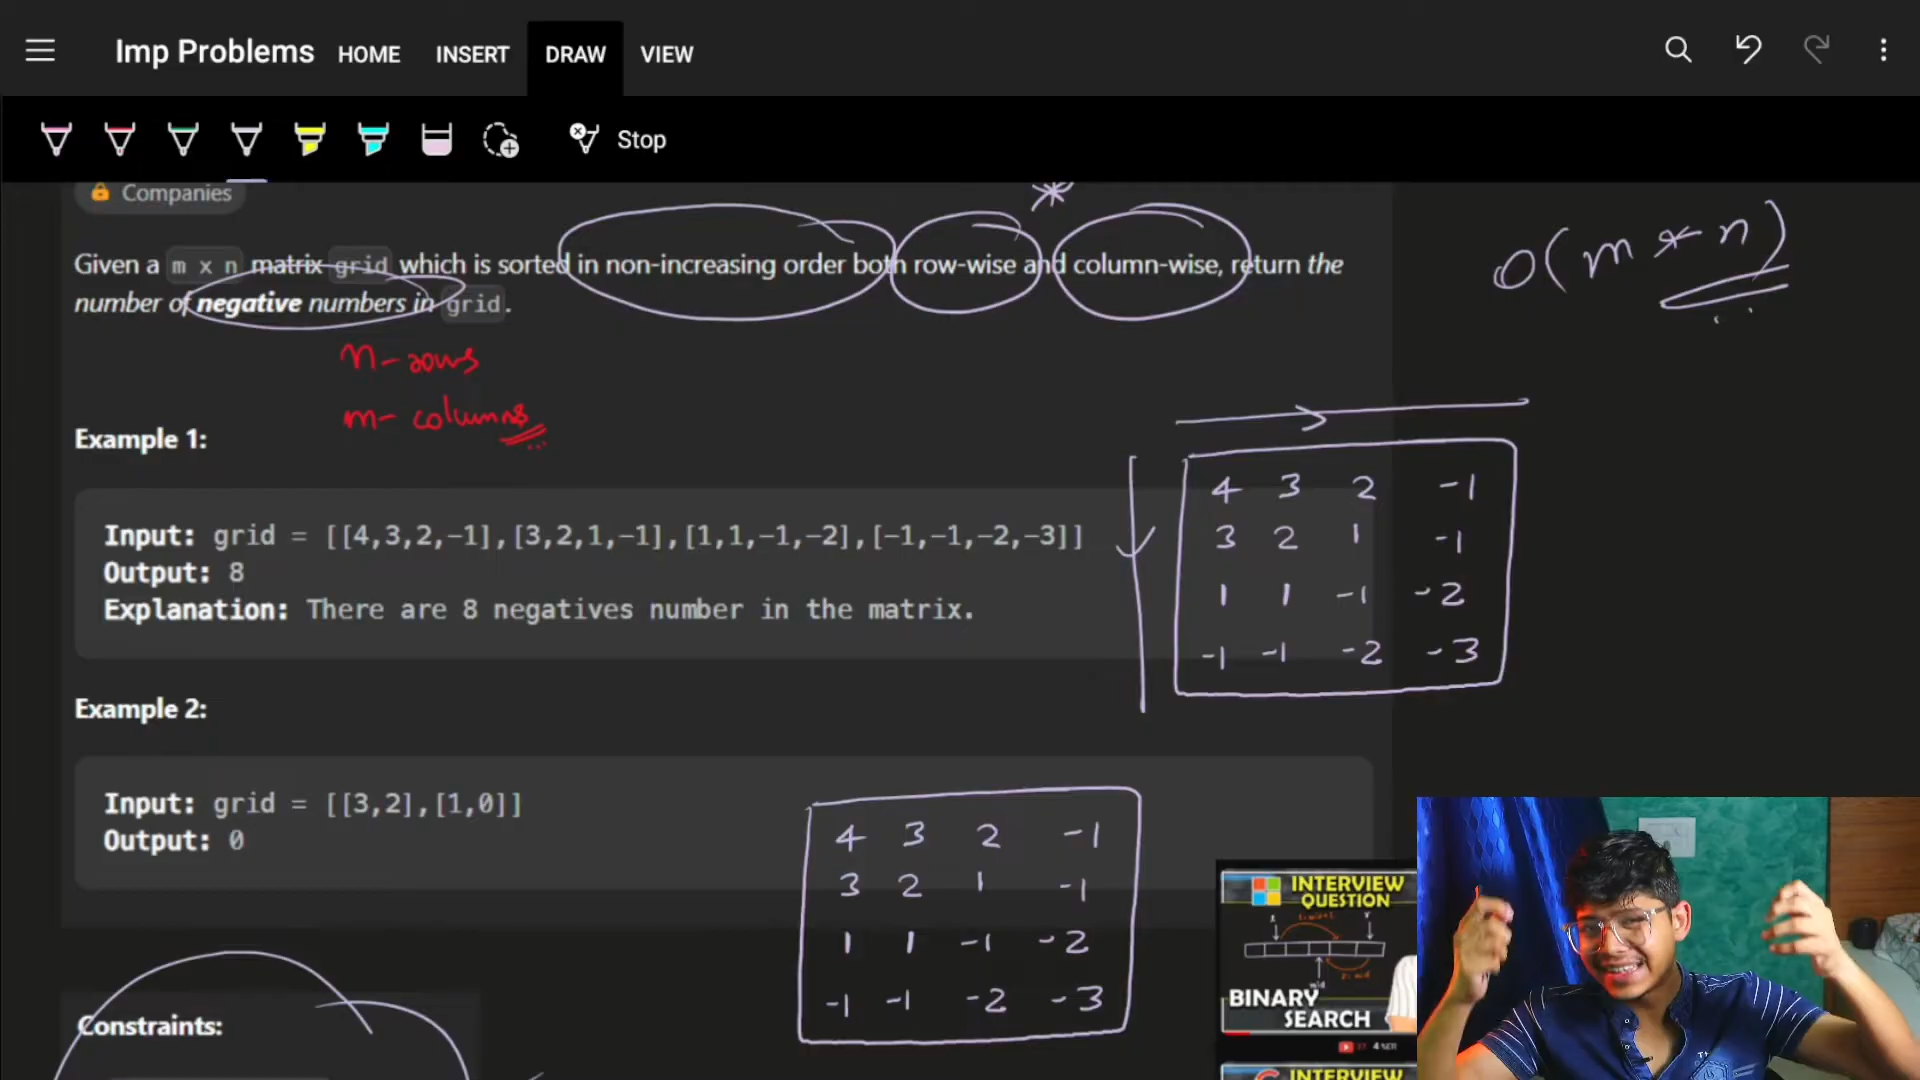 Imp Problems HOME INSERT DRAW VIEW
Stop
Companies
Given a m x n matrix grid which is sorted in non-increasing order both row-wise and column-wise, return the
number of negative numbers in grid.
O(m * n)
n - rows
m - columns
Example 1:
Input: grid = [[4,3,2,-1],[3,2,1,-1],[1,1,-1,-2],[-1,-1,-2,-3]]
Output: 8
Explanation: There are 8 negatives number in the matrix.
4 3 2 -1
3 2 1 -1
1 1 -1 -2
-1 -1 -2 -3
Example 2:
Input: grid = [[3,2],[1,0]]
Output: 0
4 3 2 -1
3 2 1 -1
1 1 -1 -2
-1 -1 -2 -3
Constraints:
INTERVIEW
QUESTION
BINARY
SEARCH
INTERVIEW